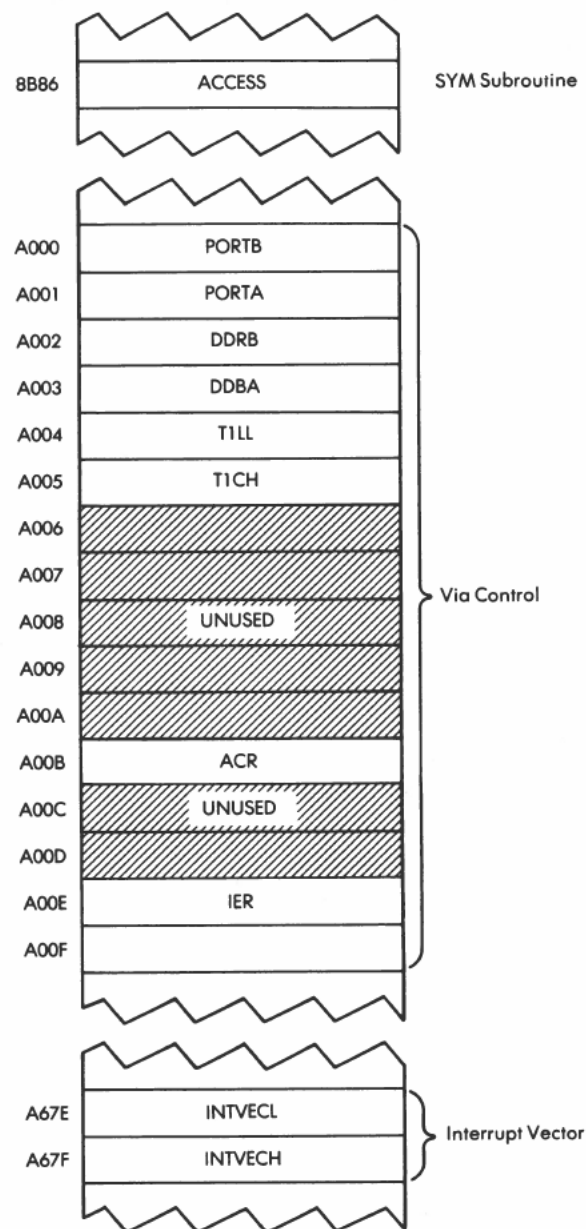 8B86 ACCESS SYM Subroutine
A000 PORTB
A001 PORTA
A002 DDRB
A003 DDBA
A004 T1LL
A005 T1CH
A006
A007
Via Control
A008 UNUSED
A009
A00A
A00B ACR
A00C UNUSED
A00D
A00E IER
A00F
A67E INTVECL
Interrupt Vector
A67F INTVECH